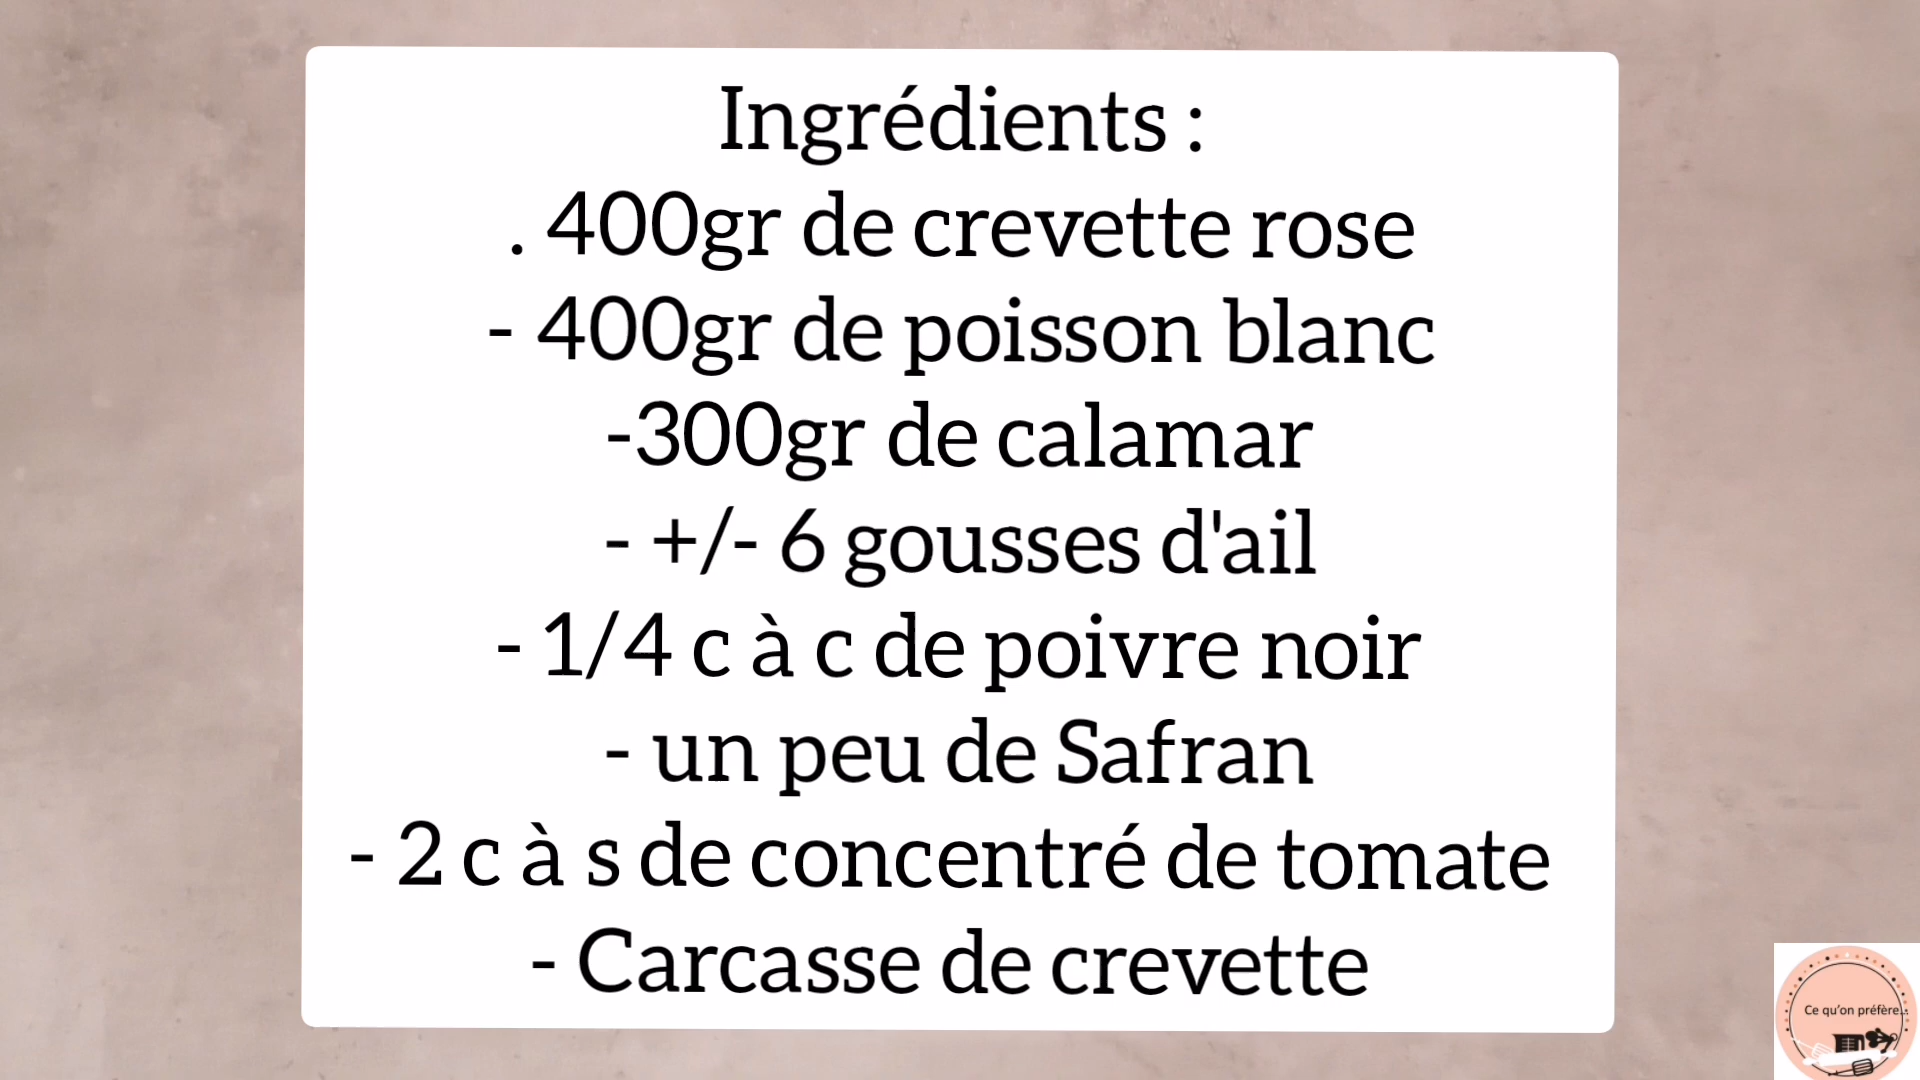 Ingrédients :
. 400gr de crevette rose
- 400gr de poisson blanc
-300gr de calamar
- +/- 6 gousses d'ail
- 1/4 c à c de poivre noir
- un peu de Safran
- 2 c à s de concentré de tomate
- Carcasse de crevette
Ce qu'on préfère...